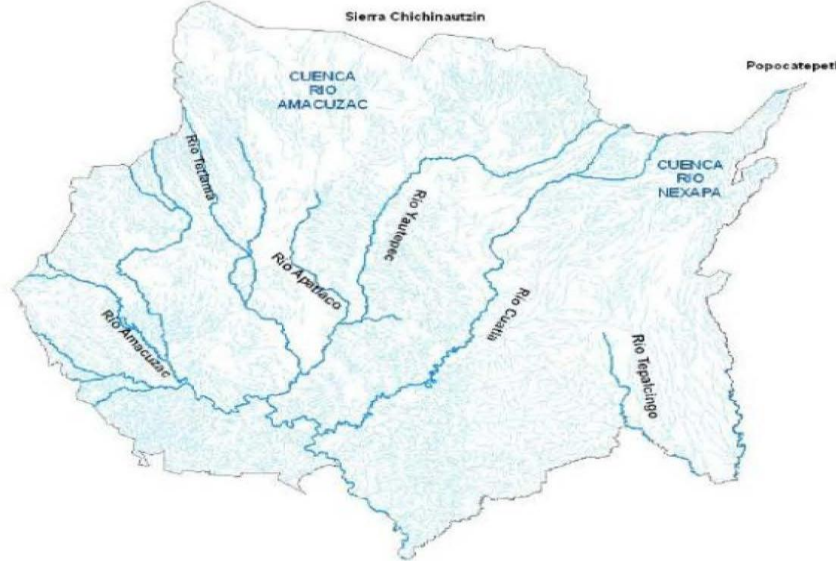 Sierra Chichinautzin
Popocatepetl
CUENCA
RIO
AMACUZAC
CUENCA
RIO
NEXAPA
Río Tetlama
Río Yautepec
Río Apatlaco
Río Cuatla
Río Amacuzac
Río Tepalcingo